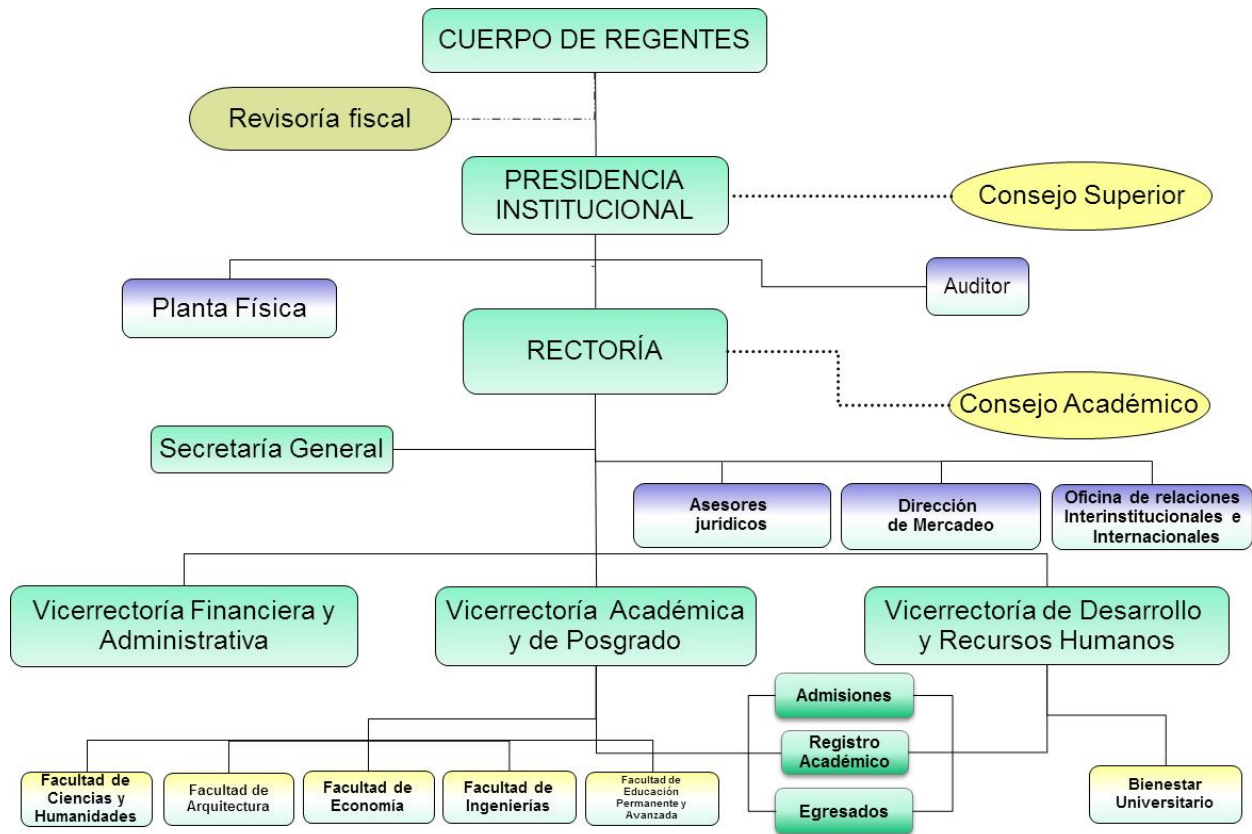 CUERPO DE REGENTES
Revisoría fiscal
PRESIDENCIA
INSTITUCIONAL
Consejo Superior
Planta Física
Auditor
RECTORÍA
Consejo Académico
Secretaría General
Asesores
jurídicos
Dirección
de Mercadeo
Oficina de relaciones
Interinstitucionales e
Internacionales
Vicerrectoría Financiera y
Administrativa
Vicerrectoría Académica
y de Posgrado
Vicerrectoría de Desarrollo
y Recursos Humanos
Admisiones
Registro
Académico
Egresados
Facultad de
Ciencias y
Humanidades
Facultad de
Arquitectura
Facultad de
Economía
Facultad de
Ingenierías
Facultad de
Educación
Permanente y
Avanzada
Bienestar
Universitario